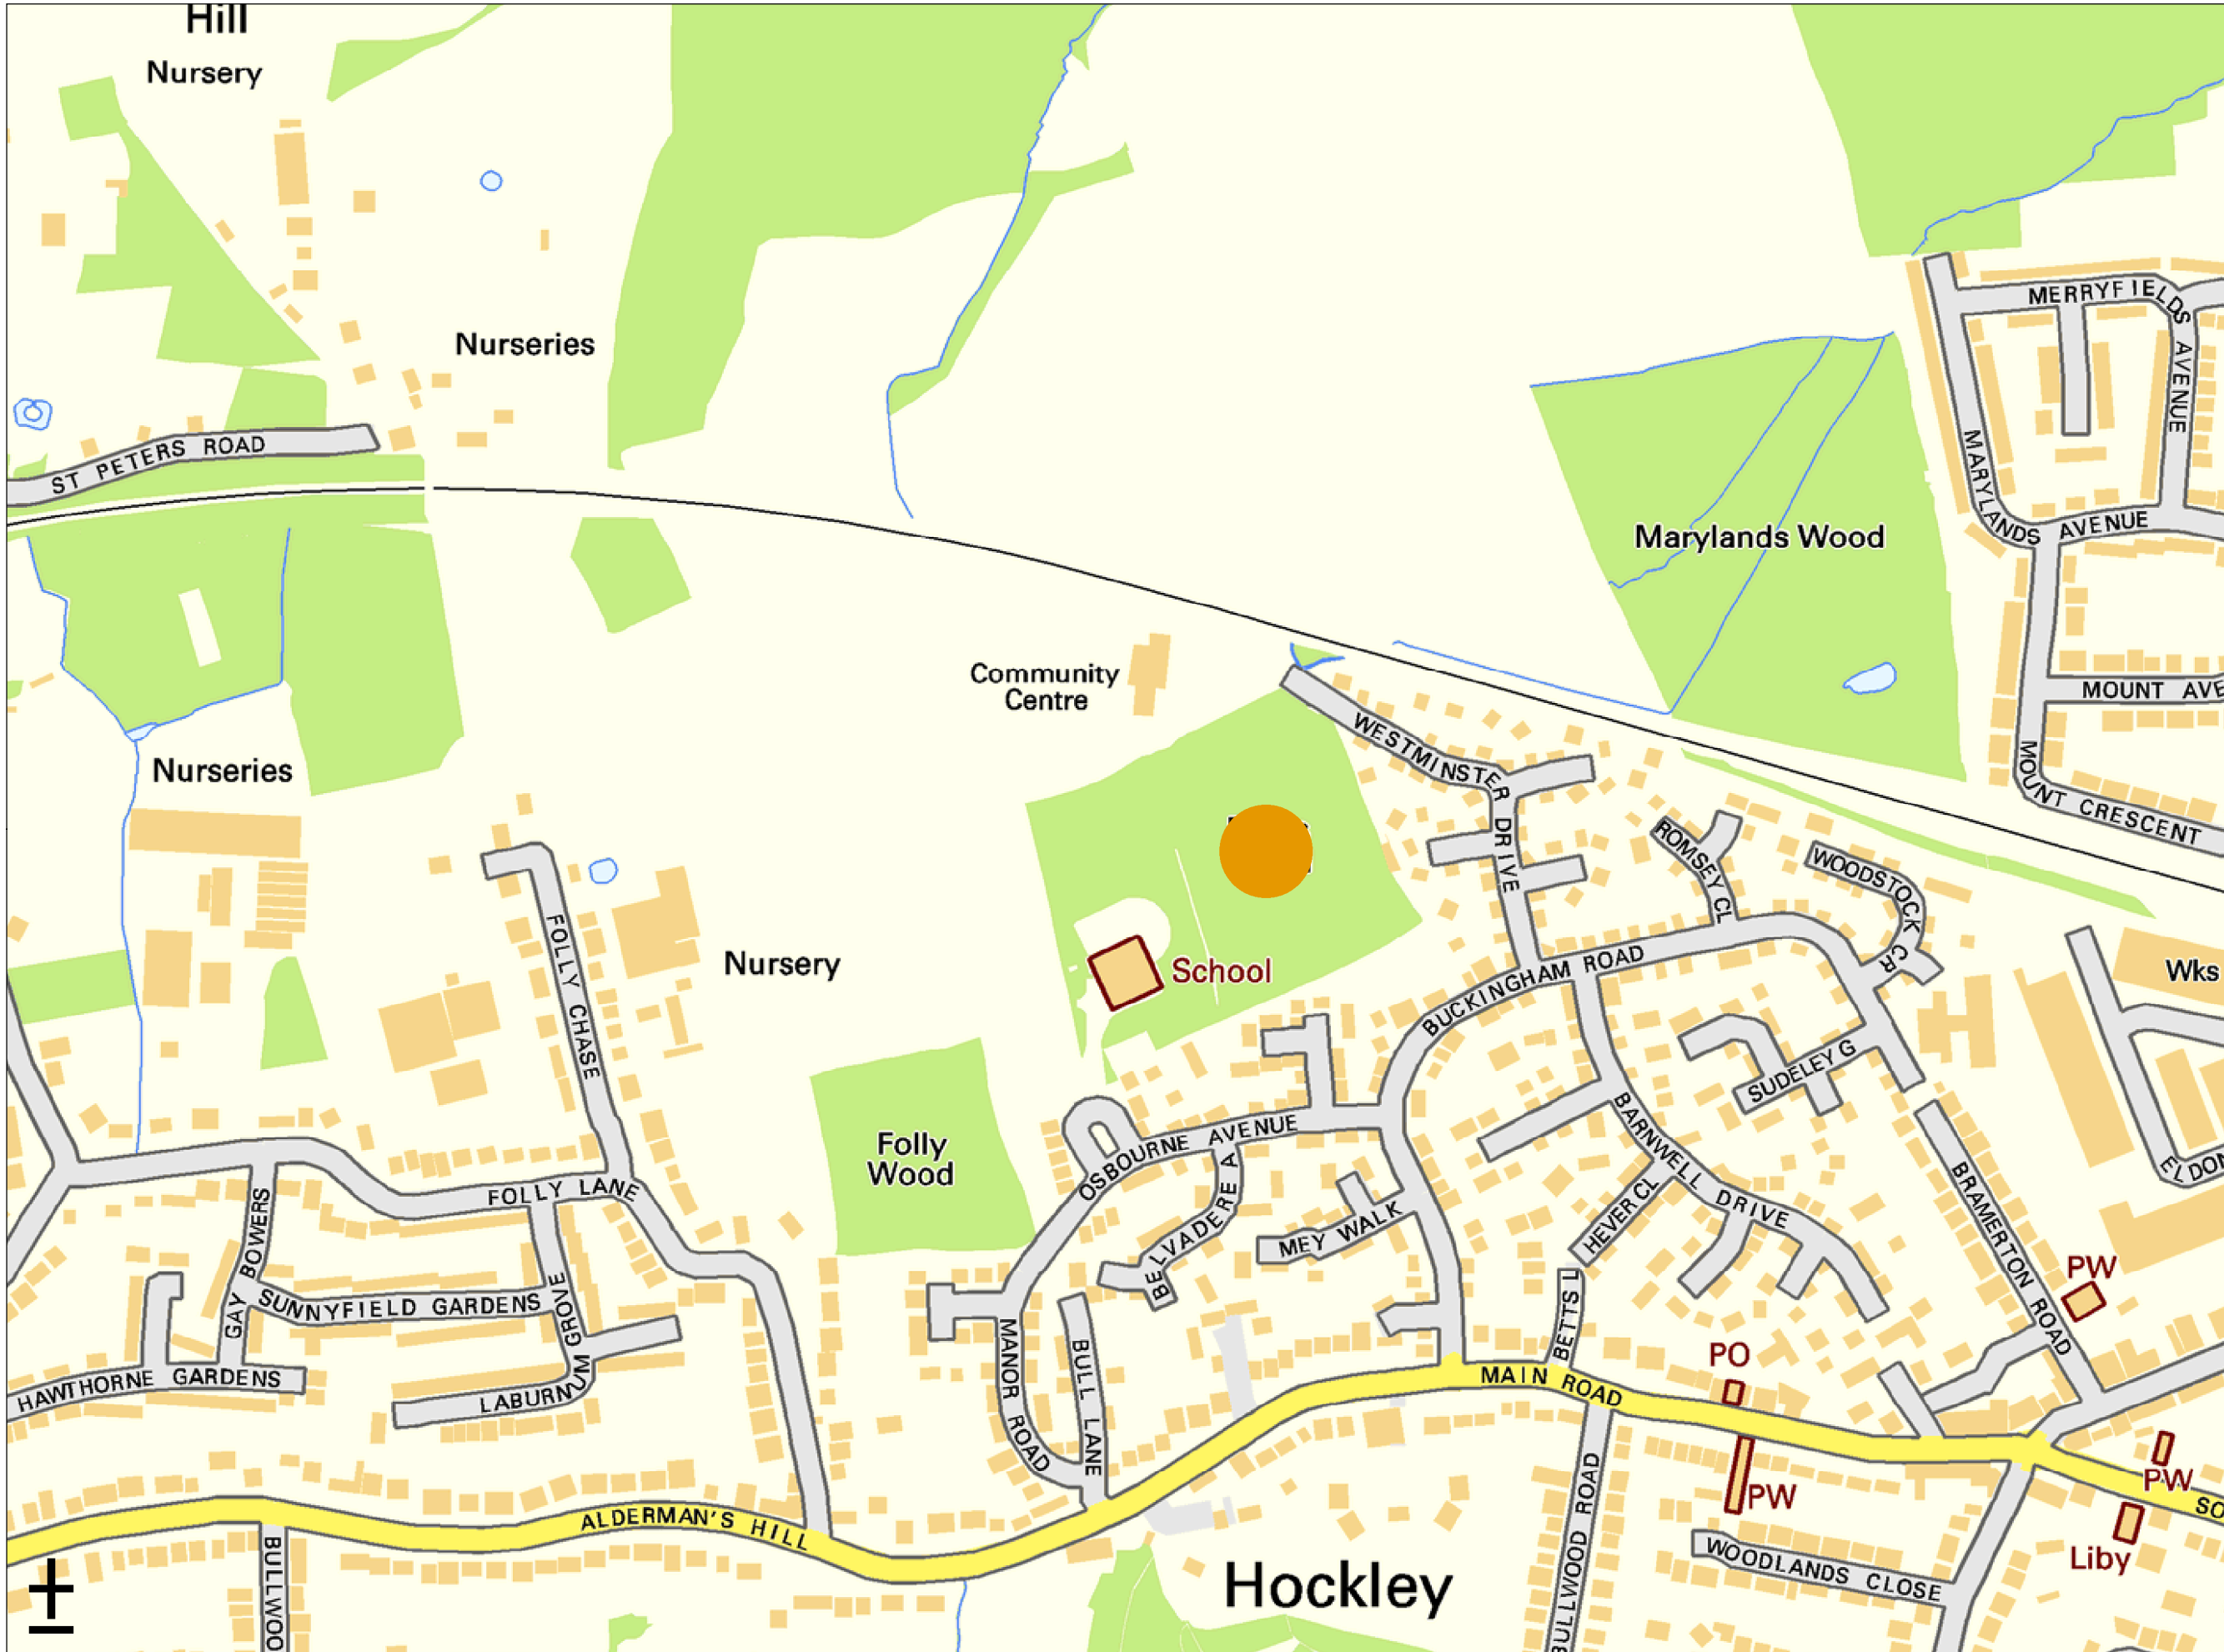 Hill
Nursery
Nurseries
ST PETERS ROAD
MERRYFIELDS AVENUE
MARYLANDS AVENUE
Marylands Wood
Community
Centre
MOUNT AVE
WESTMINSTER DRIVE
MOUNT CRESCENT
Nurseries
ROMSEY CL
WOODSTOCK CR
FOLLY CHASE
Nursery
School
BUCKINGHAM ROAD
Wks
SUDELEY G
Folly
Wood
OSBOURNE AVENUE
BELVADERE A
MEY WALK
BARNWELL DRIVE
HEVER CL
BRAMERTON ROAD
ELDON
FOLLY LANE
GAY BOWERS
SUNNYFIELD GARDENS
LABURNUM GROVE
HAWTHORNE GARDENS
MANOR ROAD
BULL LANE
BETTS L
MAIN ROAD
PO
PW
PW
PW
Liby
SO
ALDERMAN'S HILL
BULLWOO
BULLWOOD ROAD
WOODLANDS CLOSE
Hockley